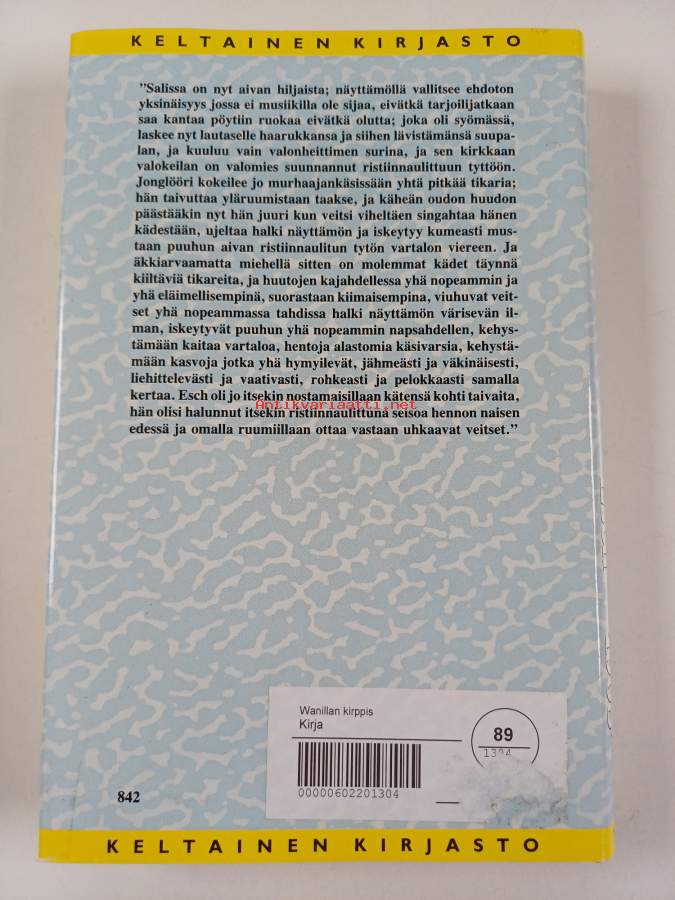 KELTAINEN KIRJASTO
”Salissa on nyt aivan hiljaista; näyttämöllä vallitsee ehdoton
yksinäisyys jossa ei musiikilla ole sijaa, eivätkä tarjoilijatkaan
saa kantaa pöytiin ruokaa eivätkä olutta; joka oli syömässä,
laskee nyt lautaselle haarukkansa ja siihen lävistämänsä suupa-
lan, ja kuuluu vain valonheittimen surina, ja sen kirkkaan
valokeilan on valomies suunnannut ristiinnaulittuun tyttöön.
Jonglööri kokeilee jo murhaajankäsissään yhtä pitkää tikaria;
hän taivuttaa yläruumistaan taakse, ja käheän oudon huudon
päästääkin nyt hän juuri kun veitsi viheltäen singahtaa hänen
kädestään, ujeltaa halki näyttämön ja iskeytyy kumeasti mus-
taan puuhun aivan ristiinnaulitun tytön vartalon viereen. Ja
äkkiarvaamatta miehellä sitten on molemmat kädet täynnä
kiiltäviä tikareita, ja huutojen kajahdellessa yhä nopeammin ja
yhä eläimellisempinä, suorastaan kiimaisempina, viuhuvat veit-
set yhä nopeammassa tahdissa halki näyttämön värisevän il-
man, iskeytyvät puuhun yhä nopeammin napsahdellen, kehys-
tämään kaitaa vartaloa, hentoja alastomia käsivarsia, kehystä-
mään kasvoja jotka yhä hymyilevät, jähmeästi ja väkinäisesti,
liehittelevästi ja vaativasti, rohkeasti ja pelokkaasti samalla
kertaa. Esch oli jo itsekin nostamaisillaan kätensä kohti taivaita,
Antikvariaatti.net
hän olisi halunnut itsekin ristiinnaulittuna seisoa hennon naisen
edessä ja omalla ruumiillaan ottaa vastaan uhkaavat veitset.”
Wanillan kirppis
Kirja
89
1304
00000602201304
842
KELTAINEN KIRJASTO